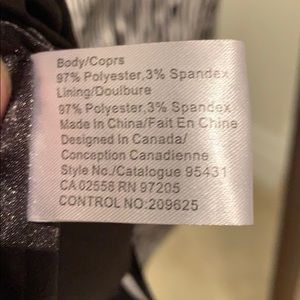 Body/Coprs
97% Polyester,3% Spandex
Lining/Doulbure
97% Polyester,3% Spandex
Made In China/Fait En Chine
Designed In Canada/
Conception Canadienne
Style No./Catalogue 95431
CA 02558 RN 97205
CONTROL NO:209625